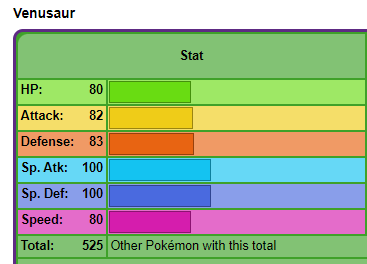 Venusaur
Stat
HP: 80
Attack: 82
Defense: 83
Sp. Atk: 100
Sp. Def: 100
Speed: 80
Total: 525 Other Pokémon with this total